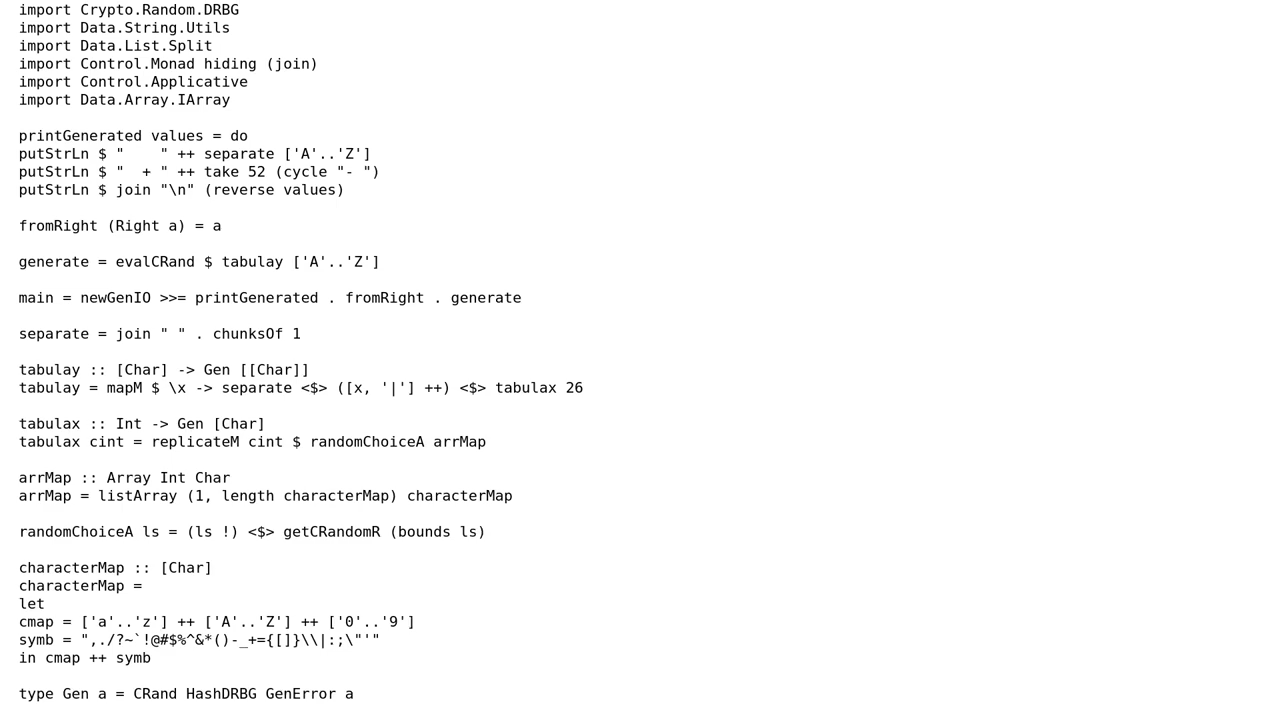 import Crypto.Random.DRBG
import Data.String.Utils
import Data.List.Split
import Control.Monad hiding (join)
import Control.Applicative
import Data.Array.IArray

printGenerated values = do
putStrLn $ "    " ++ separate ['A'..'Z']
putStrLn $ "  + " ++ take 52 (cycle "- ")
putStrLn $ join "\n" (reverse values)

fromRight (Right a) = a

generate = evalCRand $ tabulay ['A'..'Z']

main = newGenIO >>= printGenerated . fromRight . generate

separate = join " " . chunksOf 1

tabulay :: [Char] -> Gen [[Char]]
tabulay = mapM $ \x -> separate <$> ([x, '|'] ++) <$> tabulax 26

tabulax :: Int -> Gen [Char]
tabulax cint = replicateM cint $ randomChoiceA arrMap

arrMap :: Array Int Char
arrMap = listArray (1, length characterMap) characterMap

randomChoiceA ls = (ls !) <$> getCRandomR (bounds ls)

characterMap :: [Char]
characterMap =
let
cmap = ['a'..'z'] ++ ['A'..'Z'] ++ ['0'..'9']
symb = ",./?~`!@#$%^&*()-_+={[]}\\|:;\"'"
in cmap ++ symb

type Gen a = CRand HashDRBG GenError a